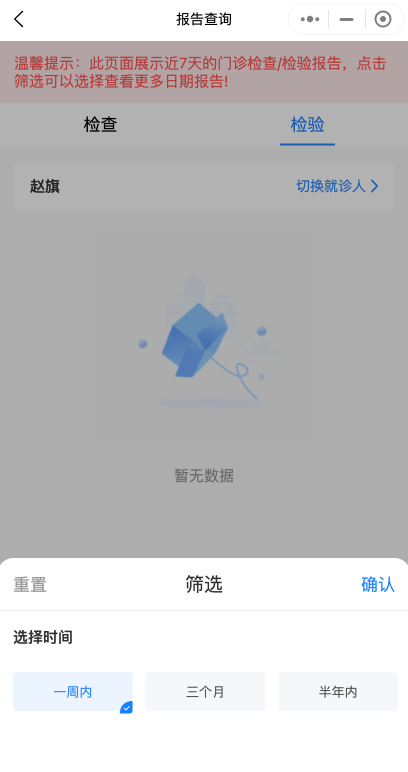 报告查询
温馨提示：此页面展示近7天的门诊检查/检验报告，点击
筛选可以选择查看更多日期报告!
检查
检验
赵旗
切换就诊人
暂无数据
重置
筛选
确认
选择时间
一周内
三个月
半年内